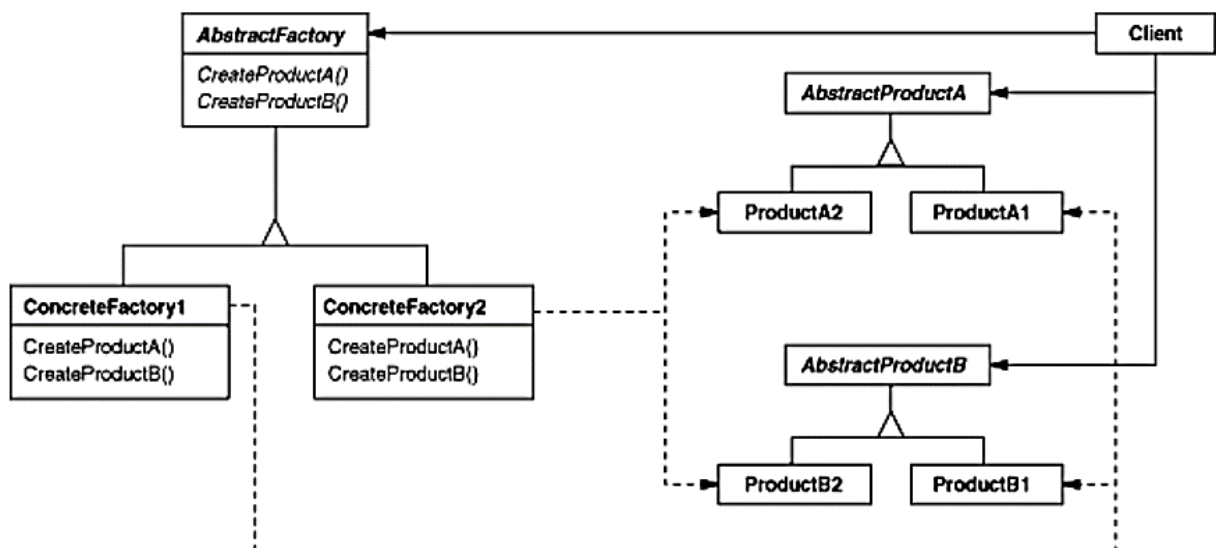 AbstractFactory
CreateProductA()
CreateProductB()
Client
AbstractProductA
ProductA2
ProductA1
ConcreteFactory1
CreateProductA()
CreateProductB()
ConcreteFactory2
CreateProductA()
CreateProductB()
AbstractProductB
ProductB2
ProductB1